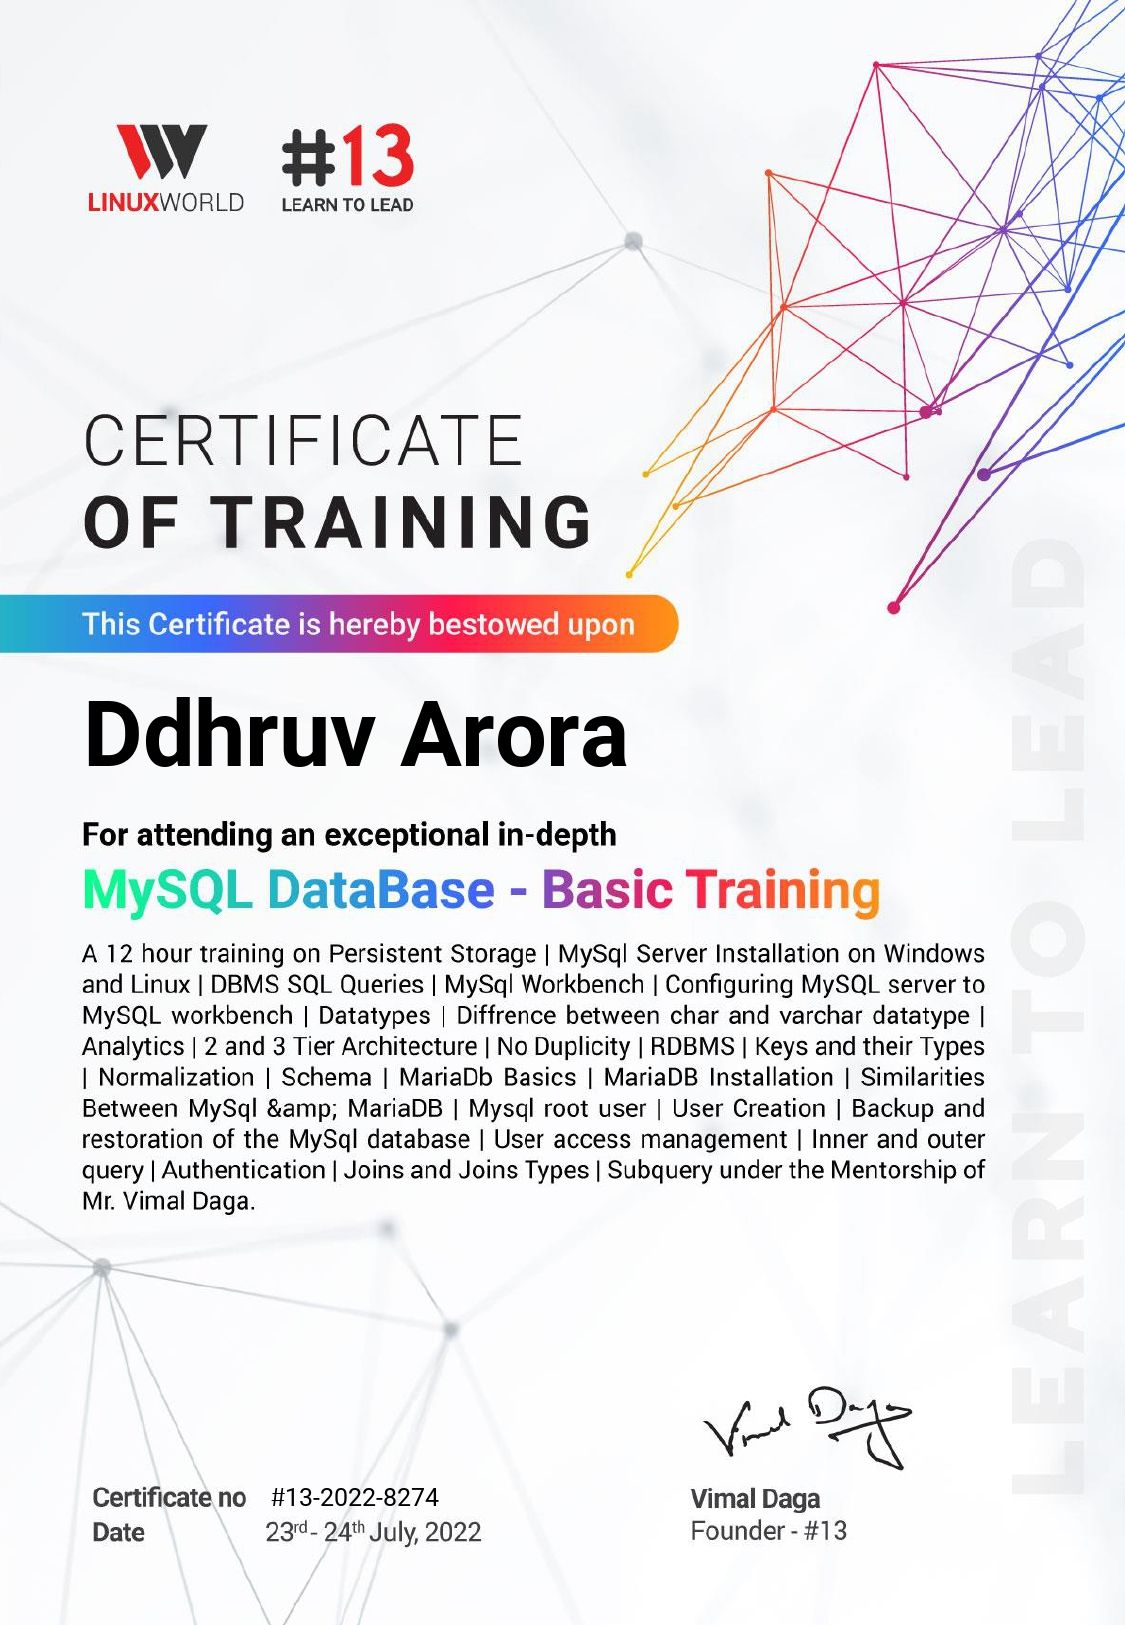 LINUXWORLD
#13
LEARN TO LEAD
CERTIFICATE
OF TRAINING
This Certificate is hereby bestowed upon
Ddhruv Arora
For attending an exceptional in-depth
MySQL DataBase - Basic Training
A 12 hour training on Persistent Storage | MySql Server Installation on Windows
and Linux | DBMS SQL Queries | MySql Workbench | Configuring MySQL server to
MySQL workbench | Datatypes | Diffrence between char and varchar datatype |
Analytics | 2 and 3 Tier Architecture | No Duplicity | RDBMS | Keys and their Types
| Normalization | Schema | MariaDb Basics | MariaDB Installation | Similarities
Between MySql &amp; MariaDB | Mysql root user | User Creation | Backup and
restoration of the MySql database | User access management | Inner and outer
query | Authentication | Joins and Joins Types | Subquery under the Mentorship of
Mr. Vimal Daga.
LEARN TO LEAD
Vimal Daga
Certificate no #13-2022-8274
Date 23rd - 24th July, 2022
Vimal Daga
Founder - #13